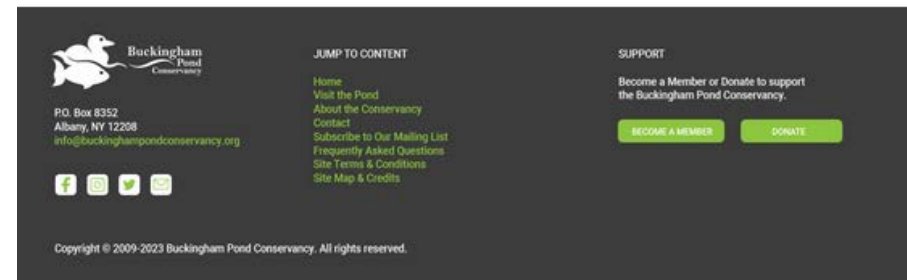 Buckingham
Pond
Conservancy
P.O. Box 8352
Albany, NY 12208
info@buckinghampondconservancy.org
JUMP TO CONTENT
Home
Visit the Pond
About the Conservancy
Contact
Subscribe to Our Mailing List
Frequently Asked Questions
Site Terms & Conditions
Site Map & Credits
SUPPORT
Become a Member or Donate to support
the Buckingham Pond Conservancy.
BECOME A MEMBER
DONATE
Copyright © 2009-2023 Buckingham Pond Conservancy. All rights reserved.